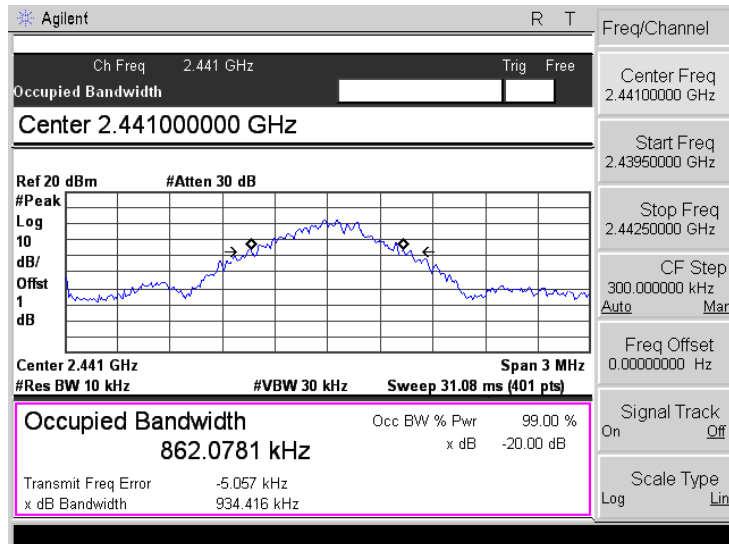 Agilent
R T
Ch Freq 2.441 GHz Trig Free
Occupied Bandwidth
Center 2.441000000 GHz
Ref 20 dBm #Atten 30 dB
#Peak
Log
10
dB/
Offst
1
dB
Center 2.441 GHz Span 3 MHz
#Res BW 10 kHz #VBW 30 kHz Sweep 31.08 ms (401 pts)
Occupied Bandwidth Occ BW % Pwr 99.00 %
862.0781 kHz x dB -20.00 dB
Transmit Freq Error -5.057 kHz
x dB Bandwidth 934.416 kHz
Freq/Channel
Center Freq
2.44100000 GHz
Start Freq
2.43950000 GHz
Stop Freq
2.44250000 GHz
CF Step
300.000000 kHz
Auto Man
Freq Offset
0.00000000 Hz
Signal Track
On Off
Scale Type
Log Lin